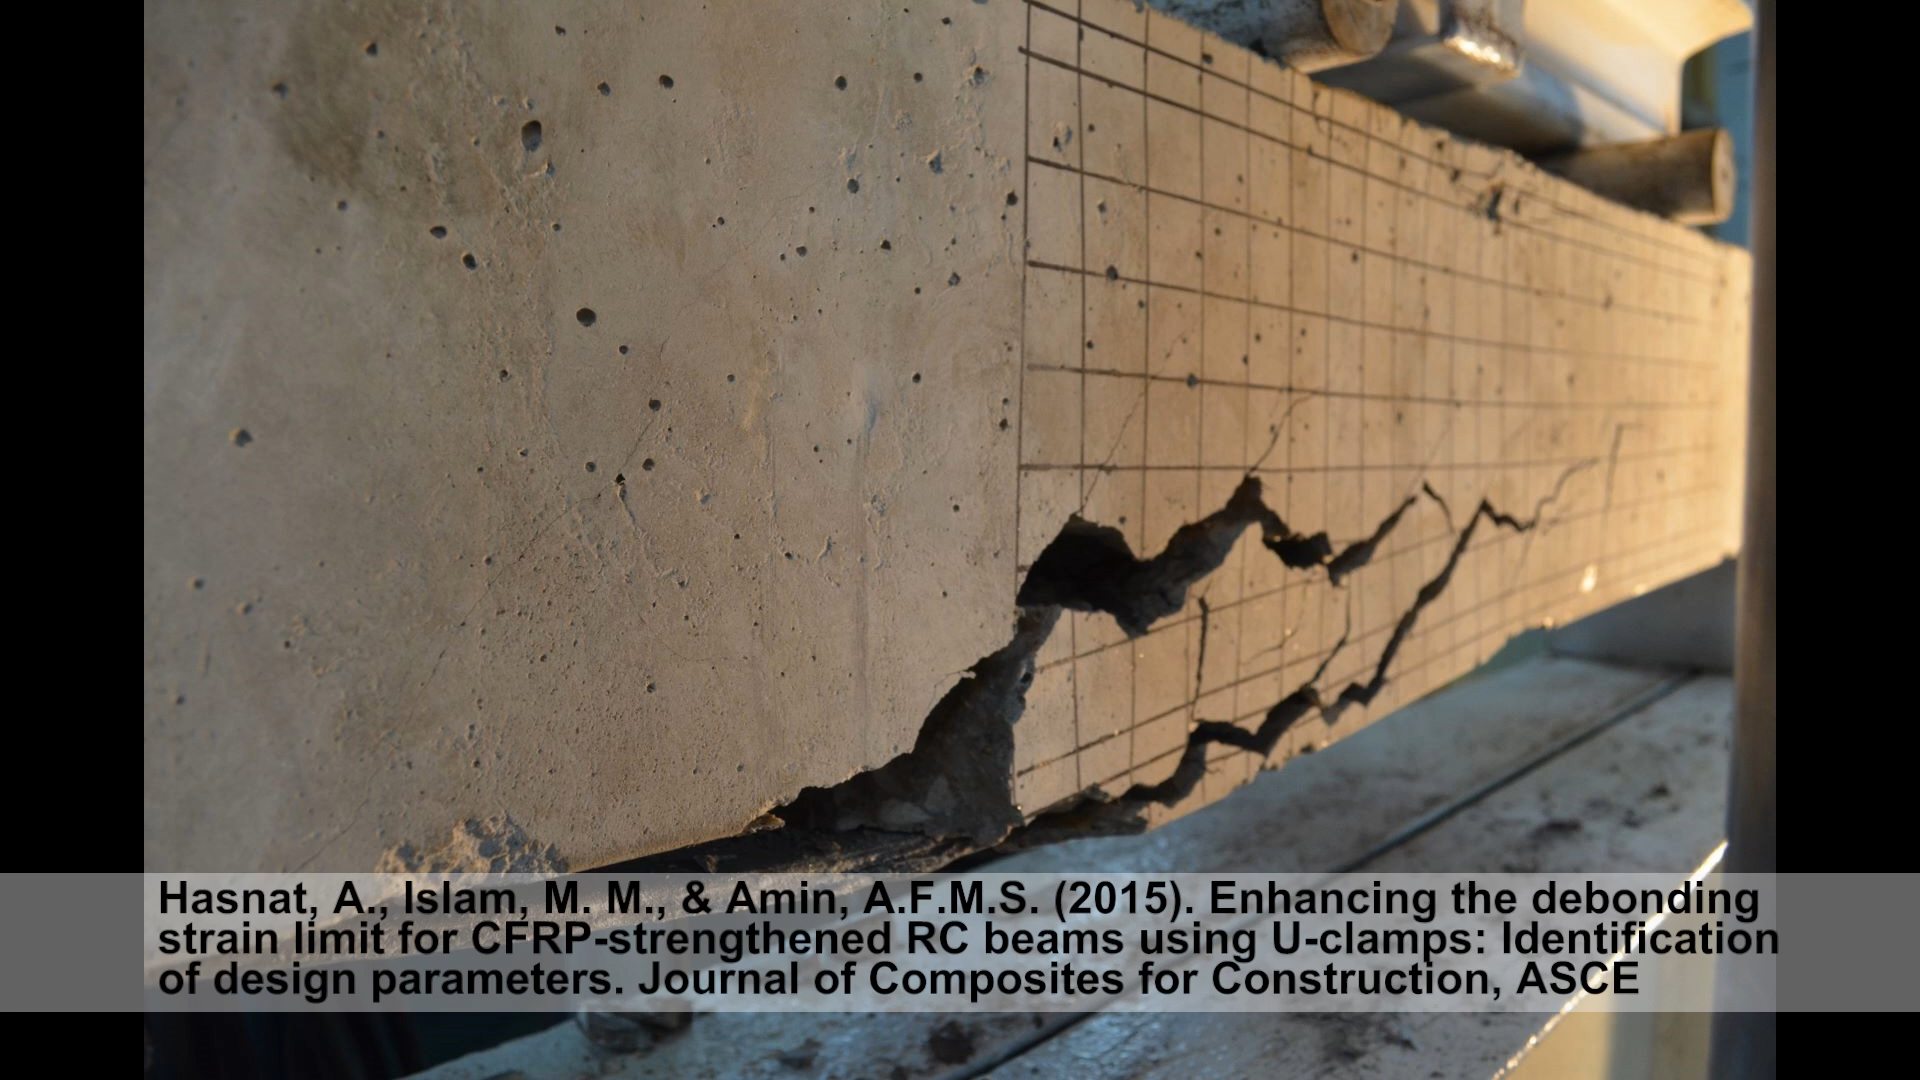 Hasnat, A., Islam, M. M., & Amin, A.F.M.S. (2015). Enhancing the debonding
strain limit for CFRP-strengthened RC beams using U-clamps: Identification
of design parameters. Journal of Composites for Construction, ASCE